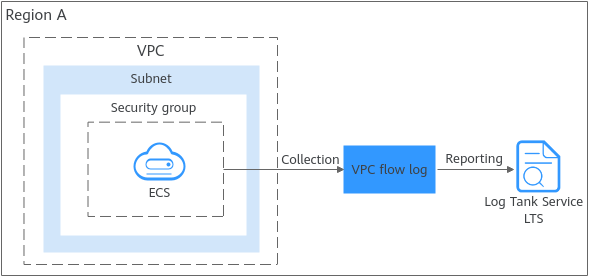 Region A
VPC
Subnet
Security group
ECS
Collection
VPC flow log
Reporting
Log Tank Service
LTS